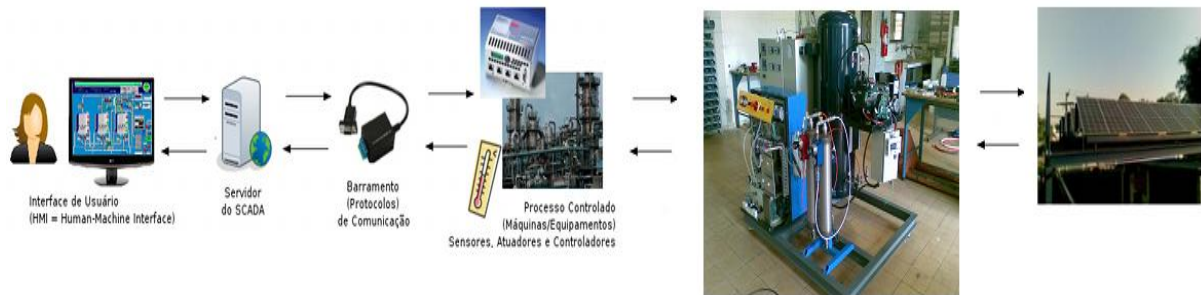 Interface de Usuário
(HMI = Human-Machine Interface)
Servidor
do SCADA
Barramento
(Protocolos)
de Comunicação
Processo Controlado
(Máquinas/Equipamentos)
Sensores, Atuadores e Controladores